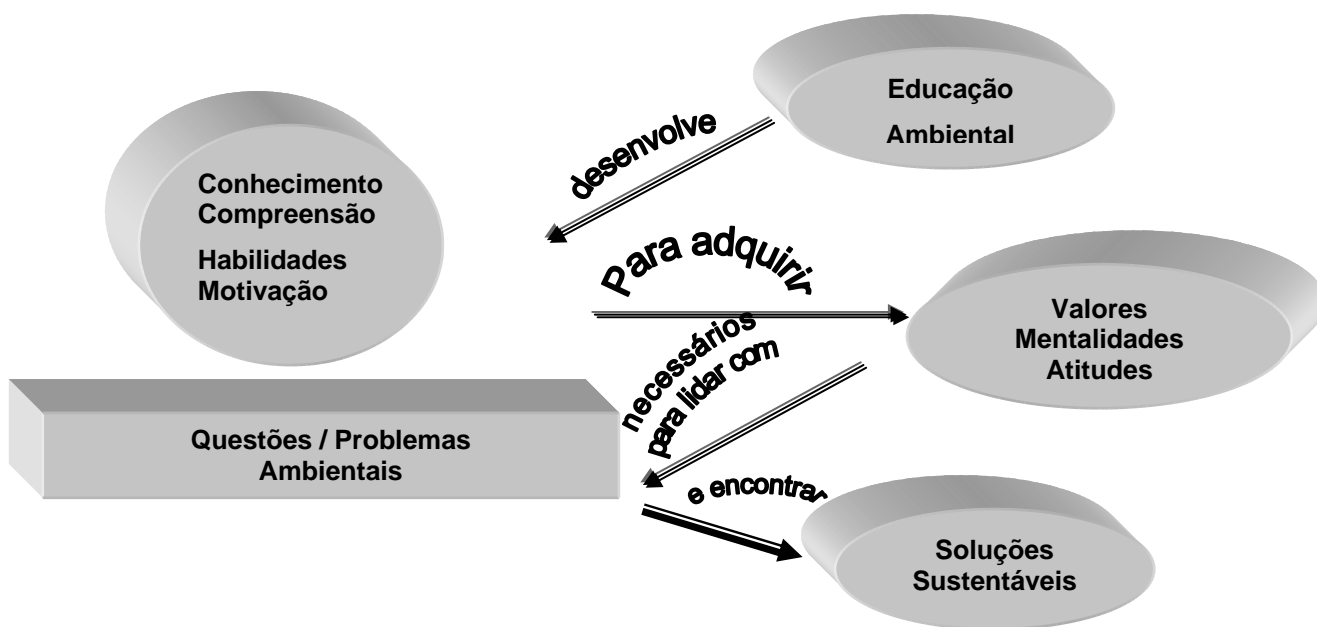 Educação
Ambiental
desenvolve
Conhecimento
Compreensão
Habilidades
Motivação
Para adquirir
Valores
Mentalidades
Atitudes
necessários
para lidar com
Questões / Problemas
Ambientais
e encontrar
Soluções
Sustentáveis